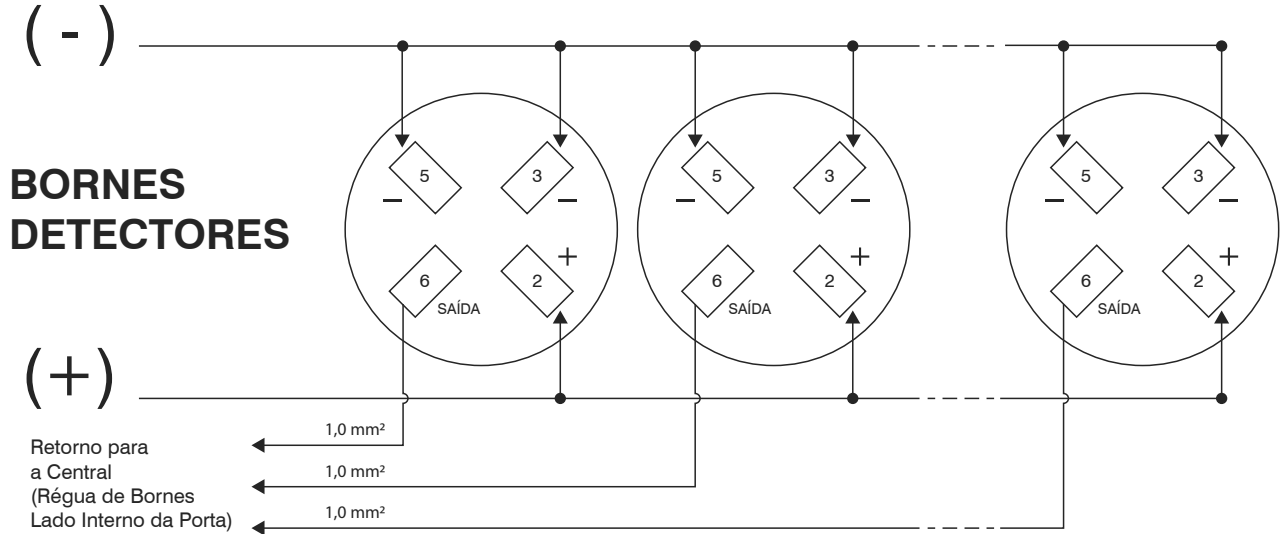 ( - )
BORNES
DETECTORES
5
3
−
−
6
2
+
SAÍDA
5
3
−
−
6
2
+
SAÍDA
5
3
−
−
6
2
+
SAÍDA
(+)
Retorno para
a Central
(Régua de Bornes
Lado Interno da Porta)
1,0 mm²
1,0 mm²
1,0 mm²